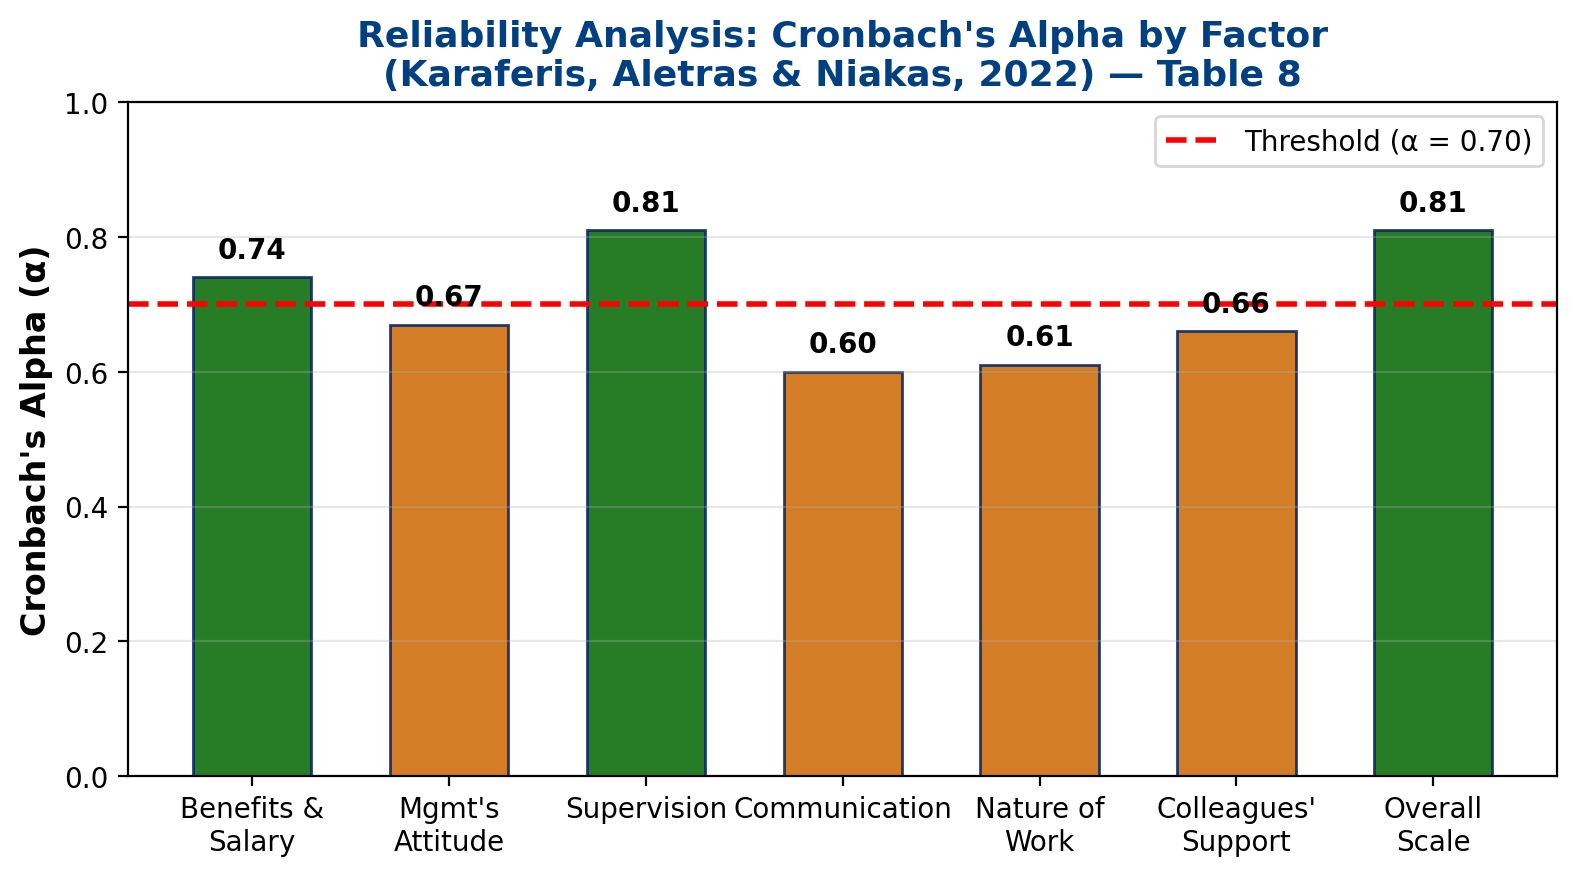 Reliability Analysis: Cronbach's Alpha by Factor
(Karaferis, Aletras & Niakas, 2022) — Table 8
Cronbach's Alpha (α)
1.0
0.8
0.6
0.4
0.2
0.0
Threshold (α = 0.70)
0.74
0.67
0.81
0.60
0.61
0.66
0.81
Benefits &
Salary
Mgmt's
Attitude
Supervision
Communication
Nature of
Work
Colleagues'
Support
Overall
Scale